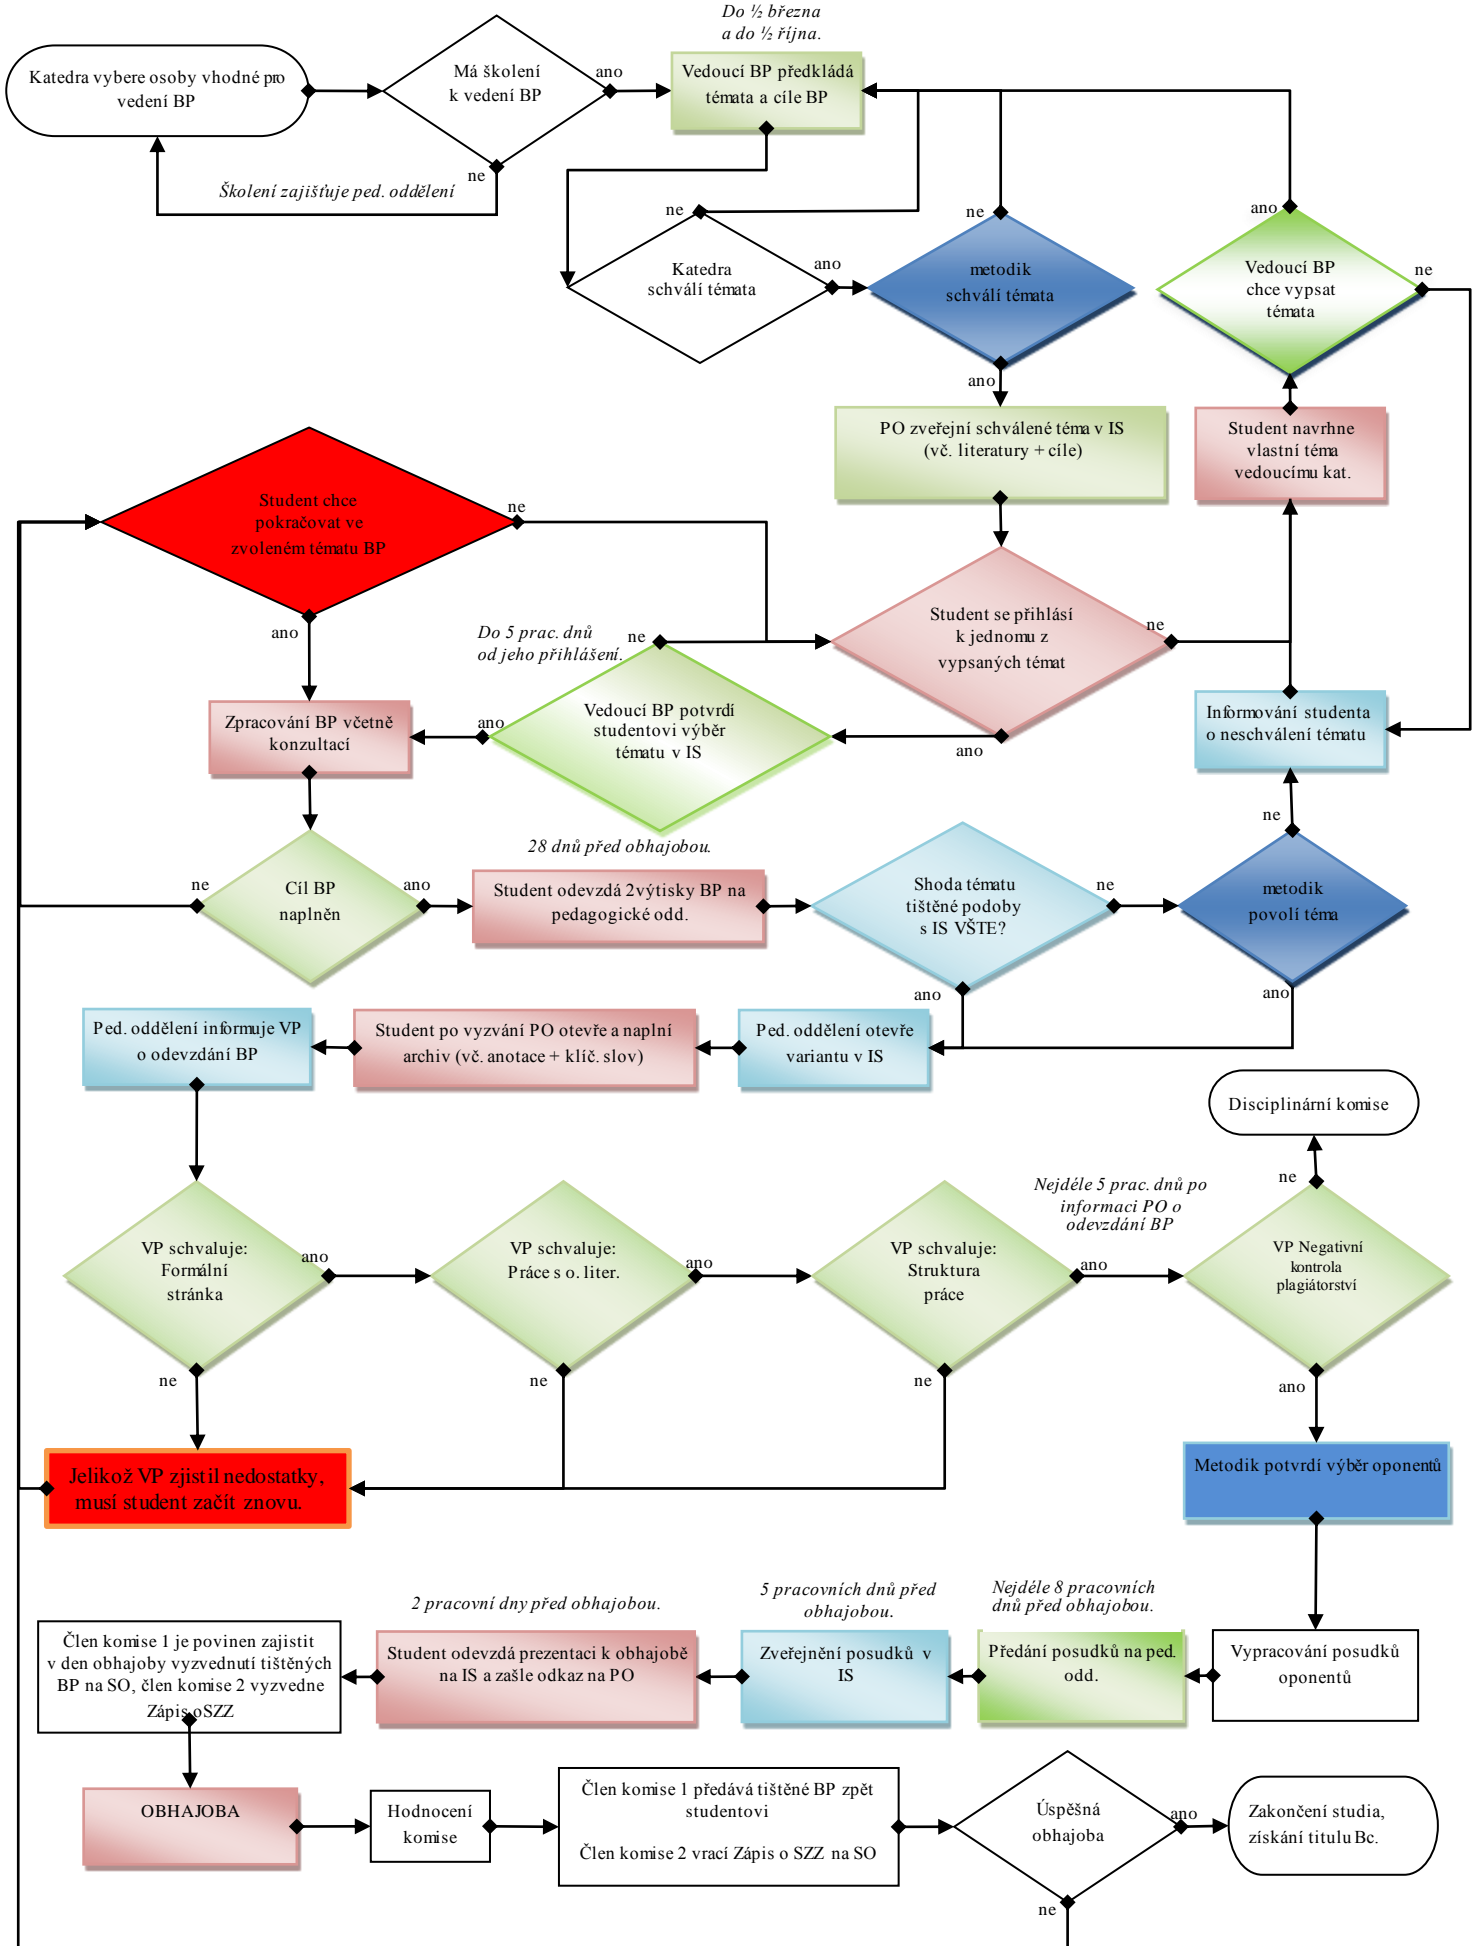 Do ½ března
a do ½ října.
Katedra vybere osoby vhodné pro
vedení BP
Má školení
k vedení BP
ano
Vedoucí BP předkládá
témata a cíle BP
ne
Školení zajišťuje ped. oddělení
ne
Katedra
schválí témata
ano
ne
metodik
schválí témata
ano
ano
Vedoucí BP
chce vypsat
témata
ne
PO zveřejní schválené téma v IS
(vč. literatury + cíle)
Student navrhne
vlastní téma
vedoucímu kat.
Student chce
pokračovat ve
zvoleném tématu BP
ne
ano
Do 5 prac. dnů
od jeho přihlášení.
ne
Student se přihlásí
k jednomu z
vypsaných témat
ne
ano
Zpracování BP včetně
konzultací
ano
Vedoucí BP potvrdí
studentovi výběr
tématu v IS
Informování studenta
o neschválení tématu
28 dnů před obhajobou.
ne
Cíl BP
naplněn
ano
Student odevzdá 2výtisky BP na
pedagogické odd.
Shoda tématu
tištěné podoby
s IS VŠTE?
ne
ano
ne
metodik
povolí téma
ano
Ped. oddělení informuje VP
o odevzdání BP
Student po vyzvání PO otevře a naplní
archiv (vč. anotace + klíč. slov)
Ped. oddělení otevře
variantu v IS
Disciplinární komise
Nejdéle 5 prac. dnů po
informaci PO o
odevzdání BP
ne
VP schvaluje:
Formální
stránka
ano
VP schvaluje:
Práce s o. liter.
ano
VP schvaluje:
Struktura
práce
ano
VP Negativní
kontrola
plagiátorství
ne
ne
ne
ano
Jelikož VP zjistil nedostatky,
musí student začít znovu.
Metodik potvrdí výběr oponentů
2 pracovní dny před obhajobou.
5 pracovních dnů před
obhajobou.
Nejdéle 8 pracovních
dnů před obhajobou.
Člen komise 1 je povinen zajistit
v den obhajoby vyzvednutí tištěných
BP na SO, člen komise 2 vyzvedne
Zápis oSZZ
Student odevzdá prezentaci k obhajobě
na IS a zašle odkaz na PO
Zveřejnění posudků v
IS
Předání posudků na ped.
odd.
Vypracování posudků
oponentů
OBHAJOBA
Hodnocení
komise
Člen komise 1 předává tištěné BP zpět
studentovi
Člen komise 2 vrací Zápis o SZZ na SO
Úspěšná
obhajoba
ano
Zakončení studia,
získání titulu Bc.
ne